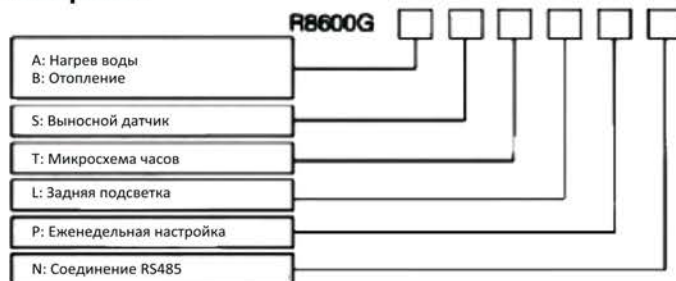 R8600G
A: Нагрев воды
B: Отопление
S: Выносной датчик
T: Микросхема часов
L: Задняя подсветка
P: Еженедельная настройка
N: Соединение RS485